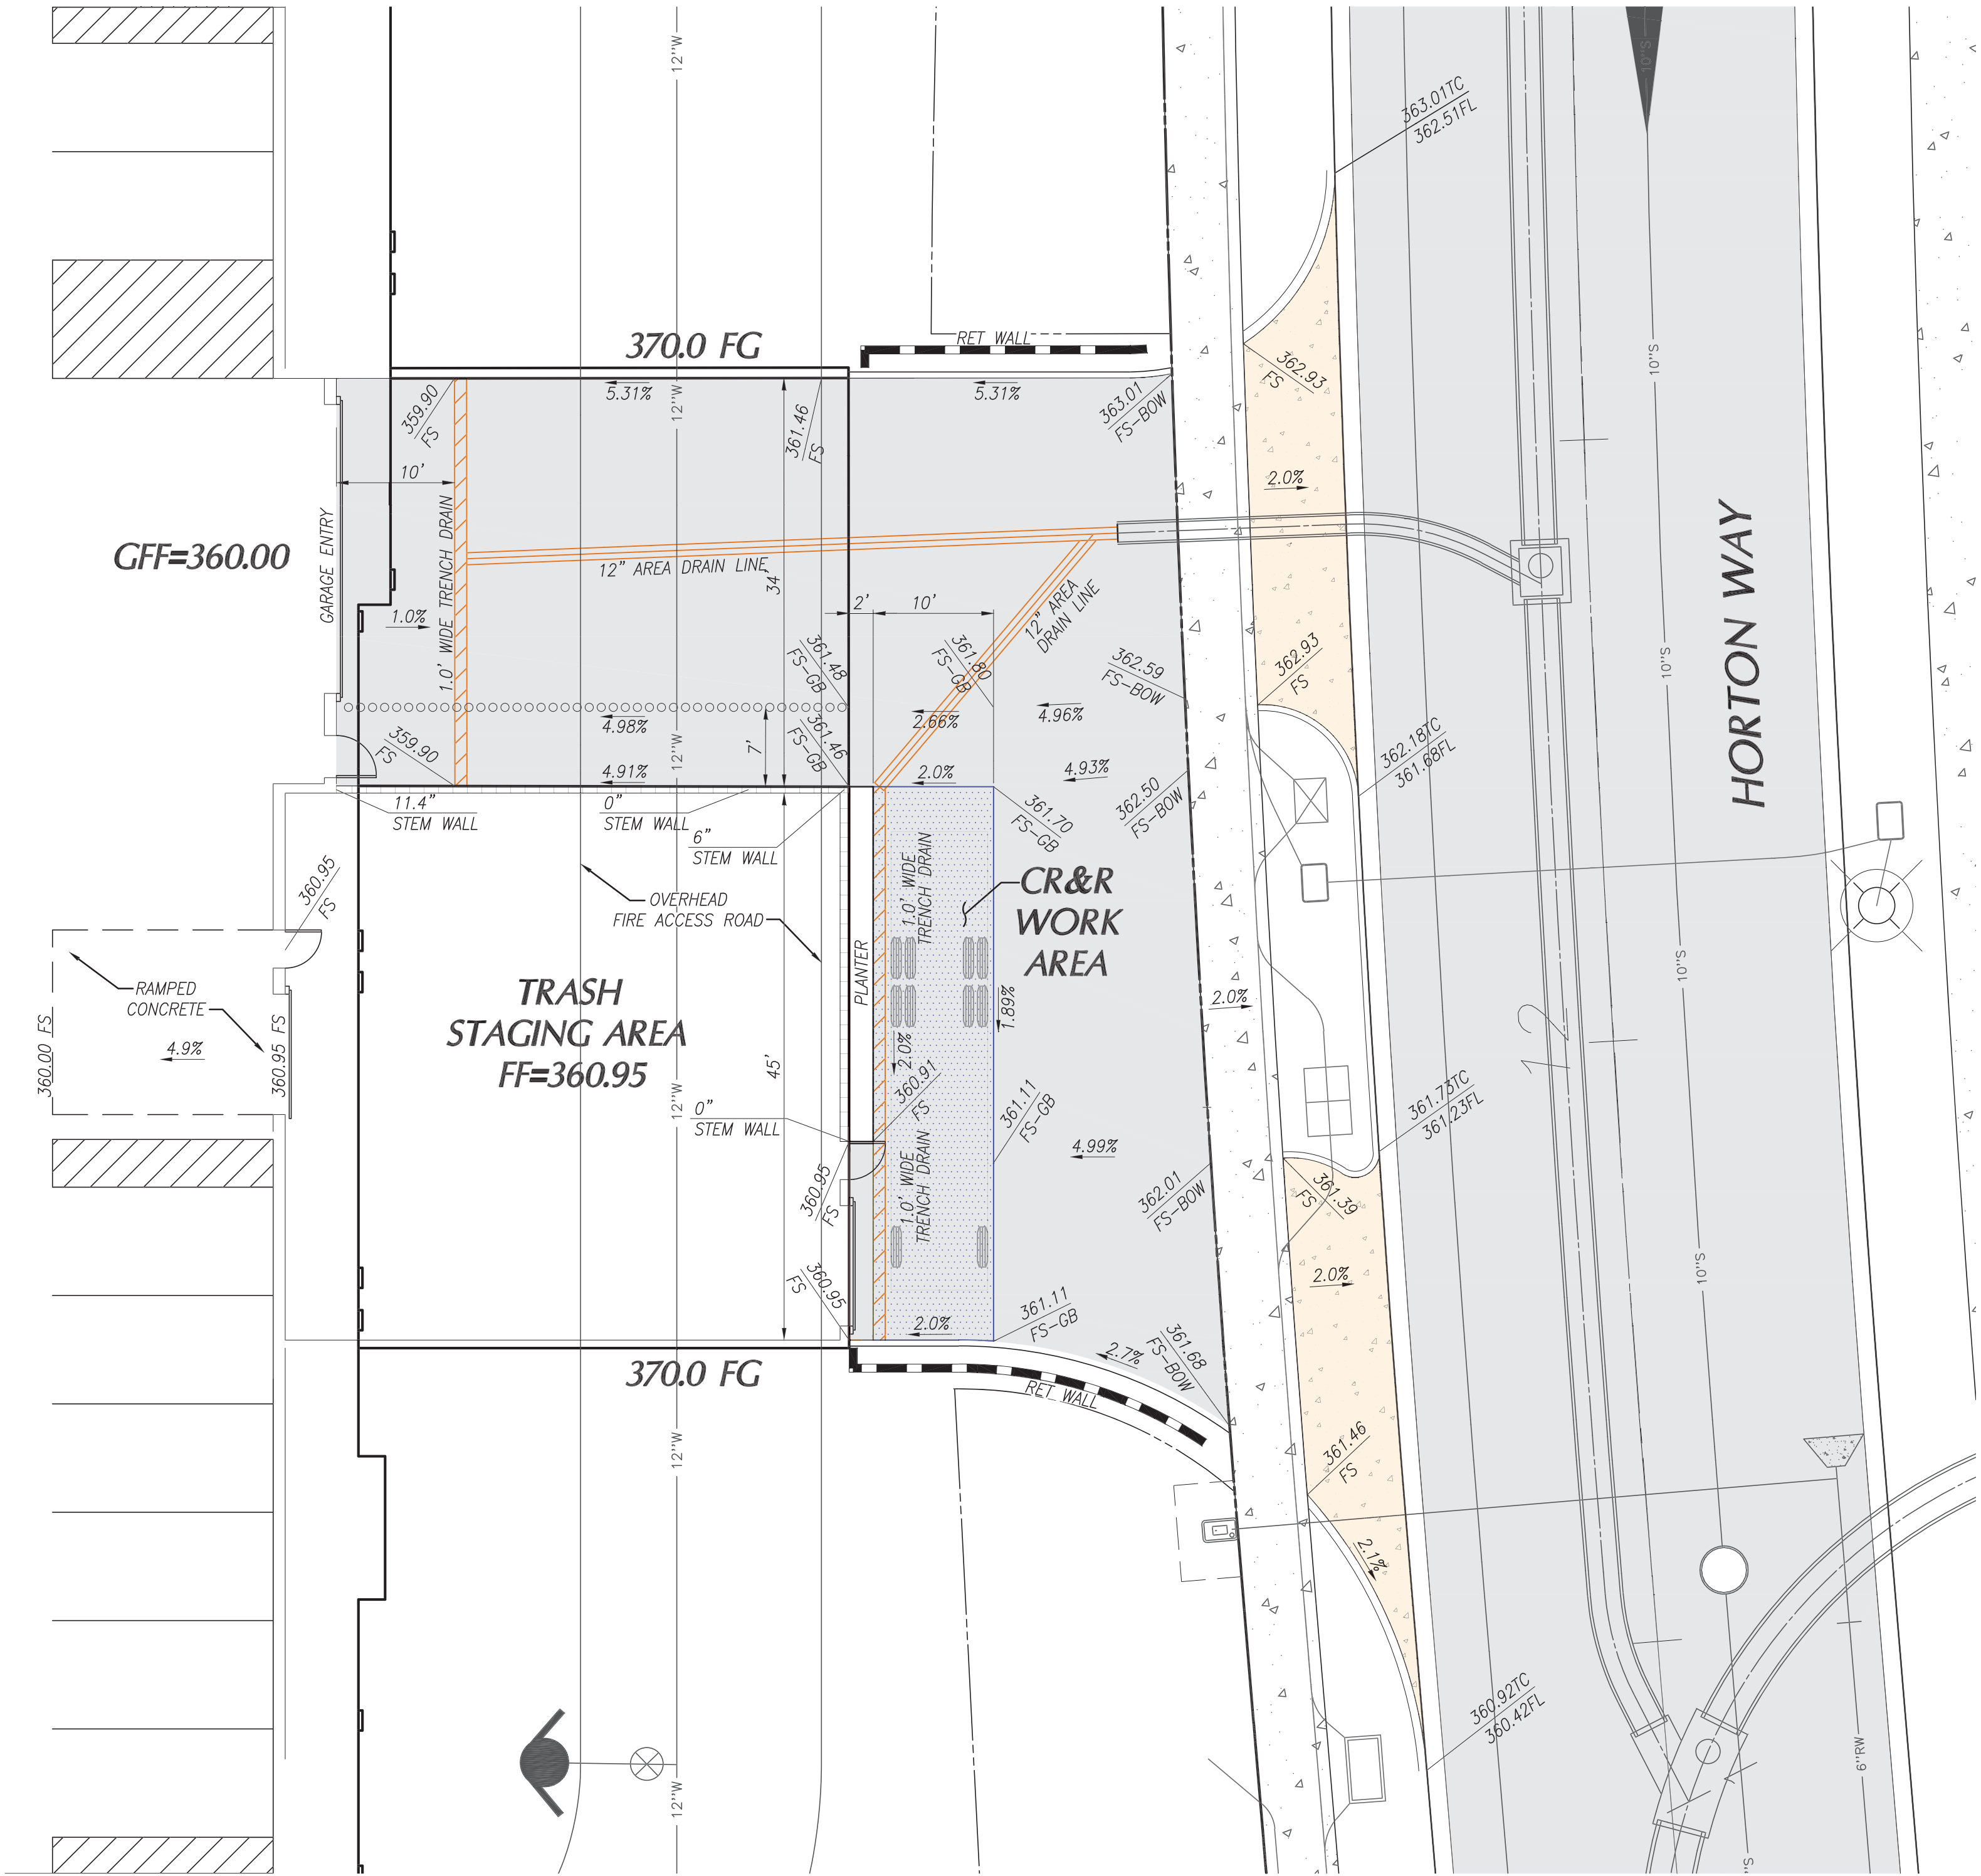 12"W
10"S
363.01TC
362.51FL
370.0 FG
RET WALL
5.31%
5.31%
12"W
359.90
FS
361.46
FS
363.01
FS-BOW
362.93
FS
10"S
10'
2.0%
GARAGE ENTRY
1.0' WIDE TRENCH DRAIN
GFF=360.00
12" AREA DRAIN LINE
34'
12" AREA
DRAIN LINE
HORTON WAY
1.0%
2'
10'
361.48
FS-GB
361.80
FS-GB
362.59
FS-BOW
362.93
FS
10"S
4.98%
2.66%
4.96%
7'
359.90
FS
12"W
361.46
FS-GB
362.18TC
361.68FL
4.91%
2.0%
4.93%
11.4"
STEM WALL
0"
STEM WALL
6"
STEM WALL
361.70
FS-GB
362.50
FS-BOW
360.95
FS
OVERHEAD
FIRE ACCESS ROAD
1.0' WIDE
TRENCH DRAIN
CR&R
WORK
AREA
PLANTER
10"S
RAMPED
CONCRETE
TRASH
STAGING AREA
FF=360.95
1.89%
2.0%
2.0%
12
360.00 FS
4.9%
360.95 FS
45'
12"W
0"
STEM WALL
360.91
FS
361.11
FS-GB
361.73TC
361.23FL
4.99%
1.0' WIDE
TRENCH DRAIN
360.95
FS
362.01
FS-BOW
361.39
FS
2.0%
10"S
360.95
FS
2.0%
361.11
FS-GB
361.68
FS-BOW
2.7%
370.0 FG
RET WALL
12"W
361.46
FS
2.1%
360.92TC
360.42FL
6"RW
12"W
"S